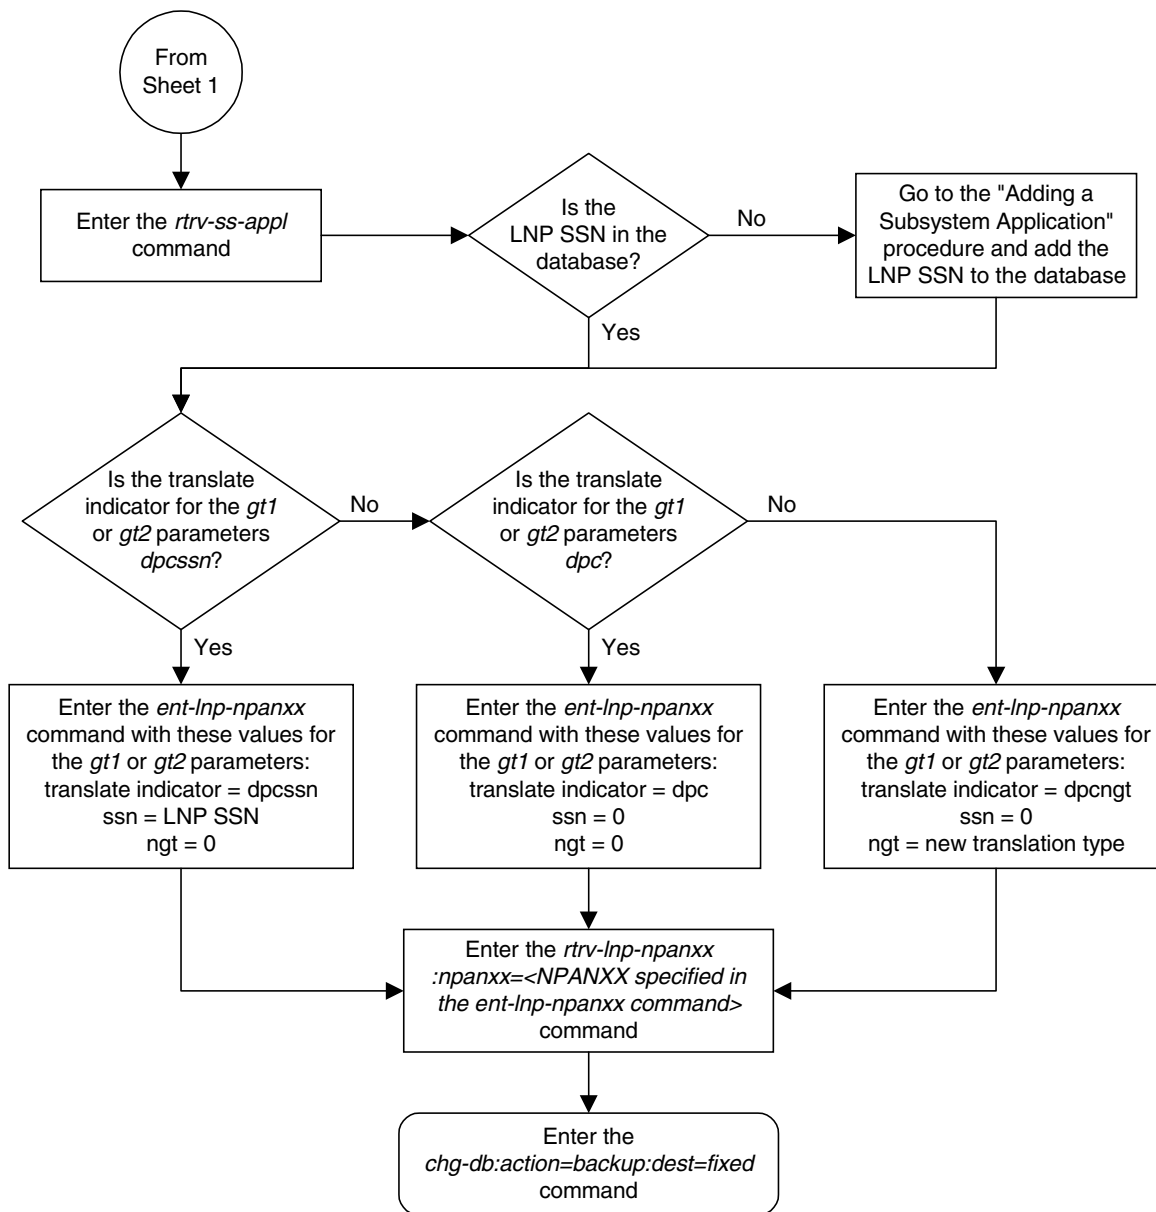 From
Sheet 1
Enter the rtrv-ss-appl
command
Is the
LNP SSN in the
database?
No
Go to the "Adding a
Subsystem Application"
procedure and add the
LNP SSN to the database
Yes
Is the translate
indicator for the gt1
or gt2 parameters
dpcssn?
No
Is the translate
indicator for the gt1
or gt2 parameters
dpc?
No
Yes
Yes
Enter the ent-lnp-npanxx
command with these values for
the gt1 or gt2 parameters:
translate indicator = dpcssn
ssn = LNP SSN
ngt = 0
Enter the ent-lnp-npanxx
command with these values for
the gt1 or gt2 parameters:
translate indicator = dpc
ssn = 0
ngt = 0
Enter the ent-lnp-npanxx
command with these values for
the gt1 or gt2 parameters:
translate indicator = dpcngt
ssn = 0
ngt = new translation type
Enter the rtrv-lnp-npanxx
:npanxx=<NPANXX specified in
the ent-lnp-npanxx command>
command
Enter the
chg-db:action=backup:dest=fixed
command